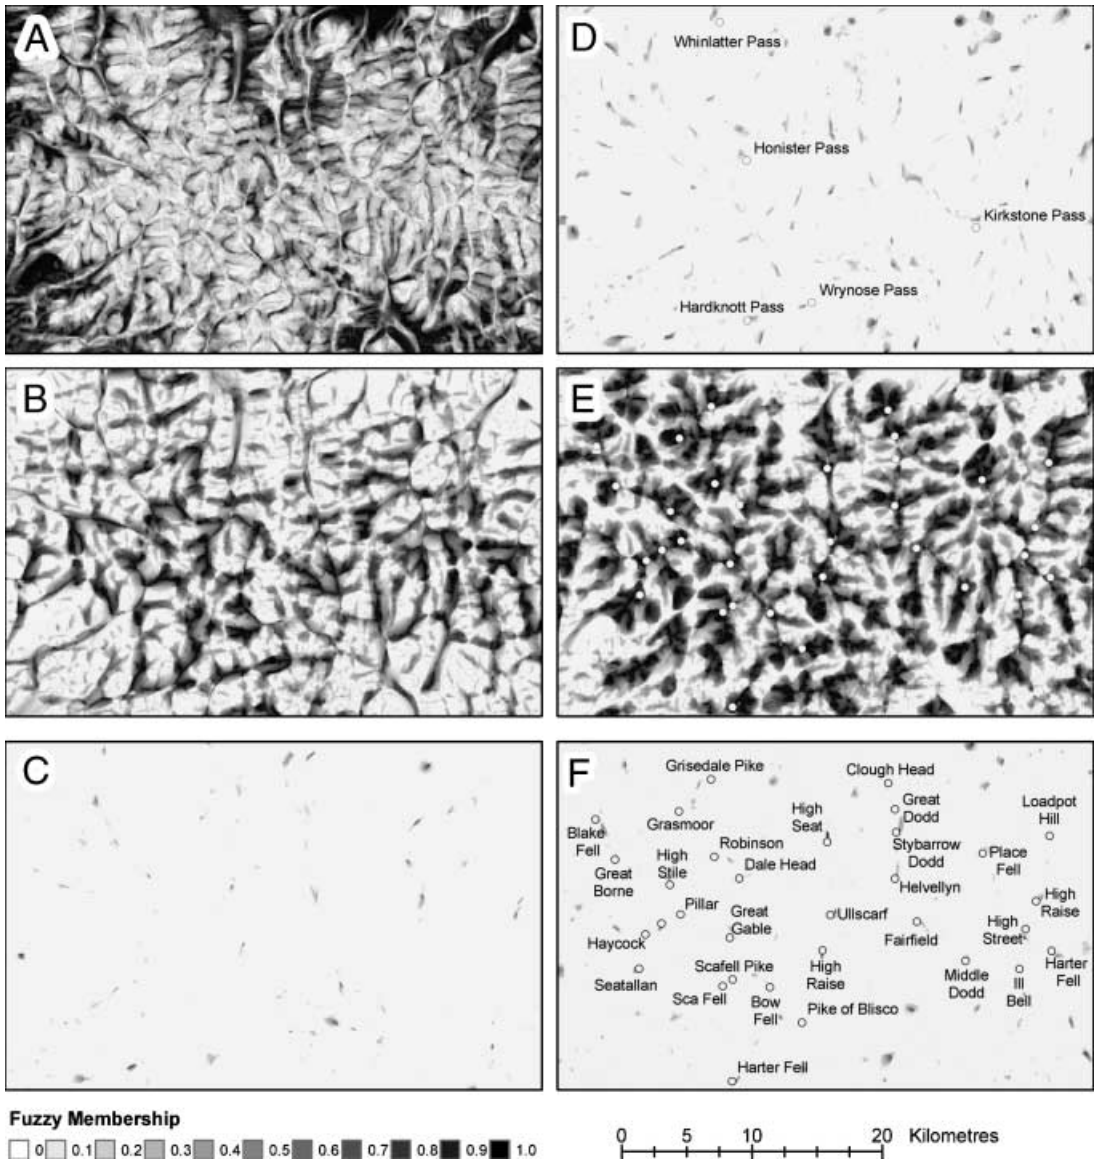 A
D
Whinlatter Pass
Honister Pass
Kirkstone Pass
Wrynose Pass
Hardknott Pass
B
E
C
F
Grisedale Pike
Clough Head
Blake
Fell
Grasmoor
High
Seat
Great
Dodd
Loadpot
Hill
Great
Borne
High
Stile
Robinson
Dale Head
Stybarrow
Dodd
Place
Fell
Helvellyn
Pillar
Haycock
Great
Gable
Ullscarf
Fairfield
High
Raise
High
Street
Seatallan
Scafell Pike
Sca Fell
Bow
Fell
High
Raise
Middle
Dodd
Ill
Bell
Harter
Fell
Pike of Blisco
Harter Fell
Fuzzy Membership
0 0.1 0.2 0.3 0.4 0.5 0.6 0.7 0.8 0.9 1.0
0 5 10 20 Kilometres